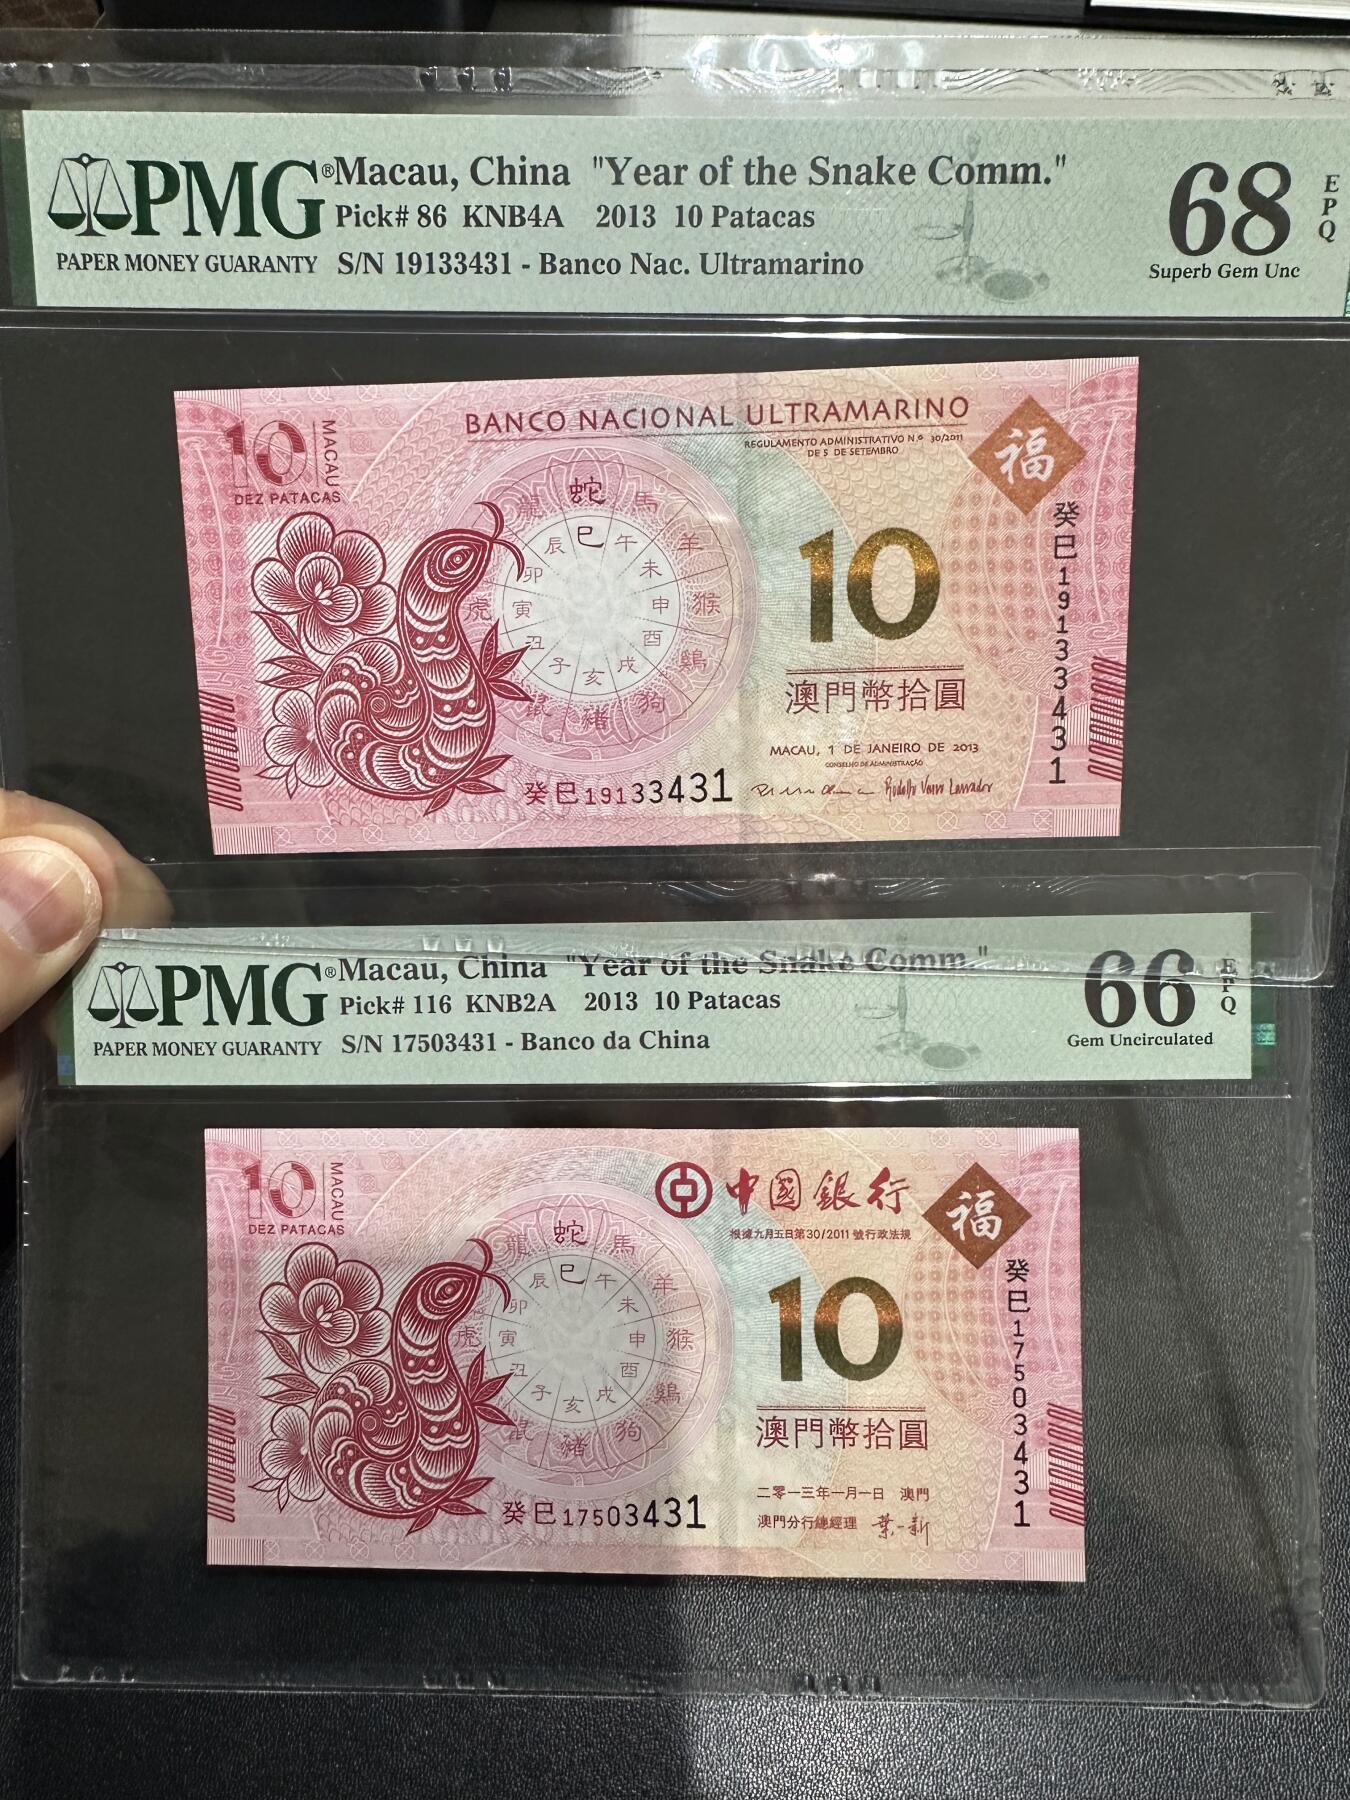 PMG® Macau, China "Year of the Snake Comm." 68 EPQ
Pick# 86 KNB4A 2013 10 Patacas
PAPER MONEY GUARANTY S/N 19133431 - Banco Nac. Ultramarino Superb Gem Unc
BANCO NACIONAL ULTRAMARINO
REGULAMENTO ADMINISTRATIVO N.º 30/2011
DE 5 DE SETEMBRO
10 MACAU
DEZ PATACAS
福
龍 蛇 馬 羊 猴 鷄 狗 豬 鼠 虎
辰 巳 午 未 申 酉 戌 亥 子 丑 寅 卯
10
澳門幣拾圓
MACAU, 1 DE JANEIRO DE 2013
CONSELHO DE ADMINISTRAÇÃO
癸巳19133431
癸巳19133431
PMG® Macau, China "Year of the Snake Comm." 66 EPQ
Pick# 116 KNB2A 2013 10 Patacas
PAPER MONEY GUARANTY S/N 17503431 - Banco da China Gem Uncirculated
10 MACAU
DEZ PATACAS
中國銀行
根據九月五日第30/2011號行政法規
福
龍 蛇 馬 羊 猴 鷄 狗 豬 鼠 虎
辰 巳 午 未 申 酉 戌 亥 子 丑 寅 卯
10
澳門幣拾圓
二零一三年一月一日 澳門
澳門分行總經理 葉一新
癸巳17503431
癸巳17503431